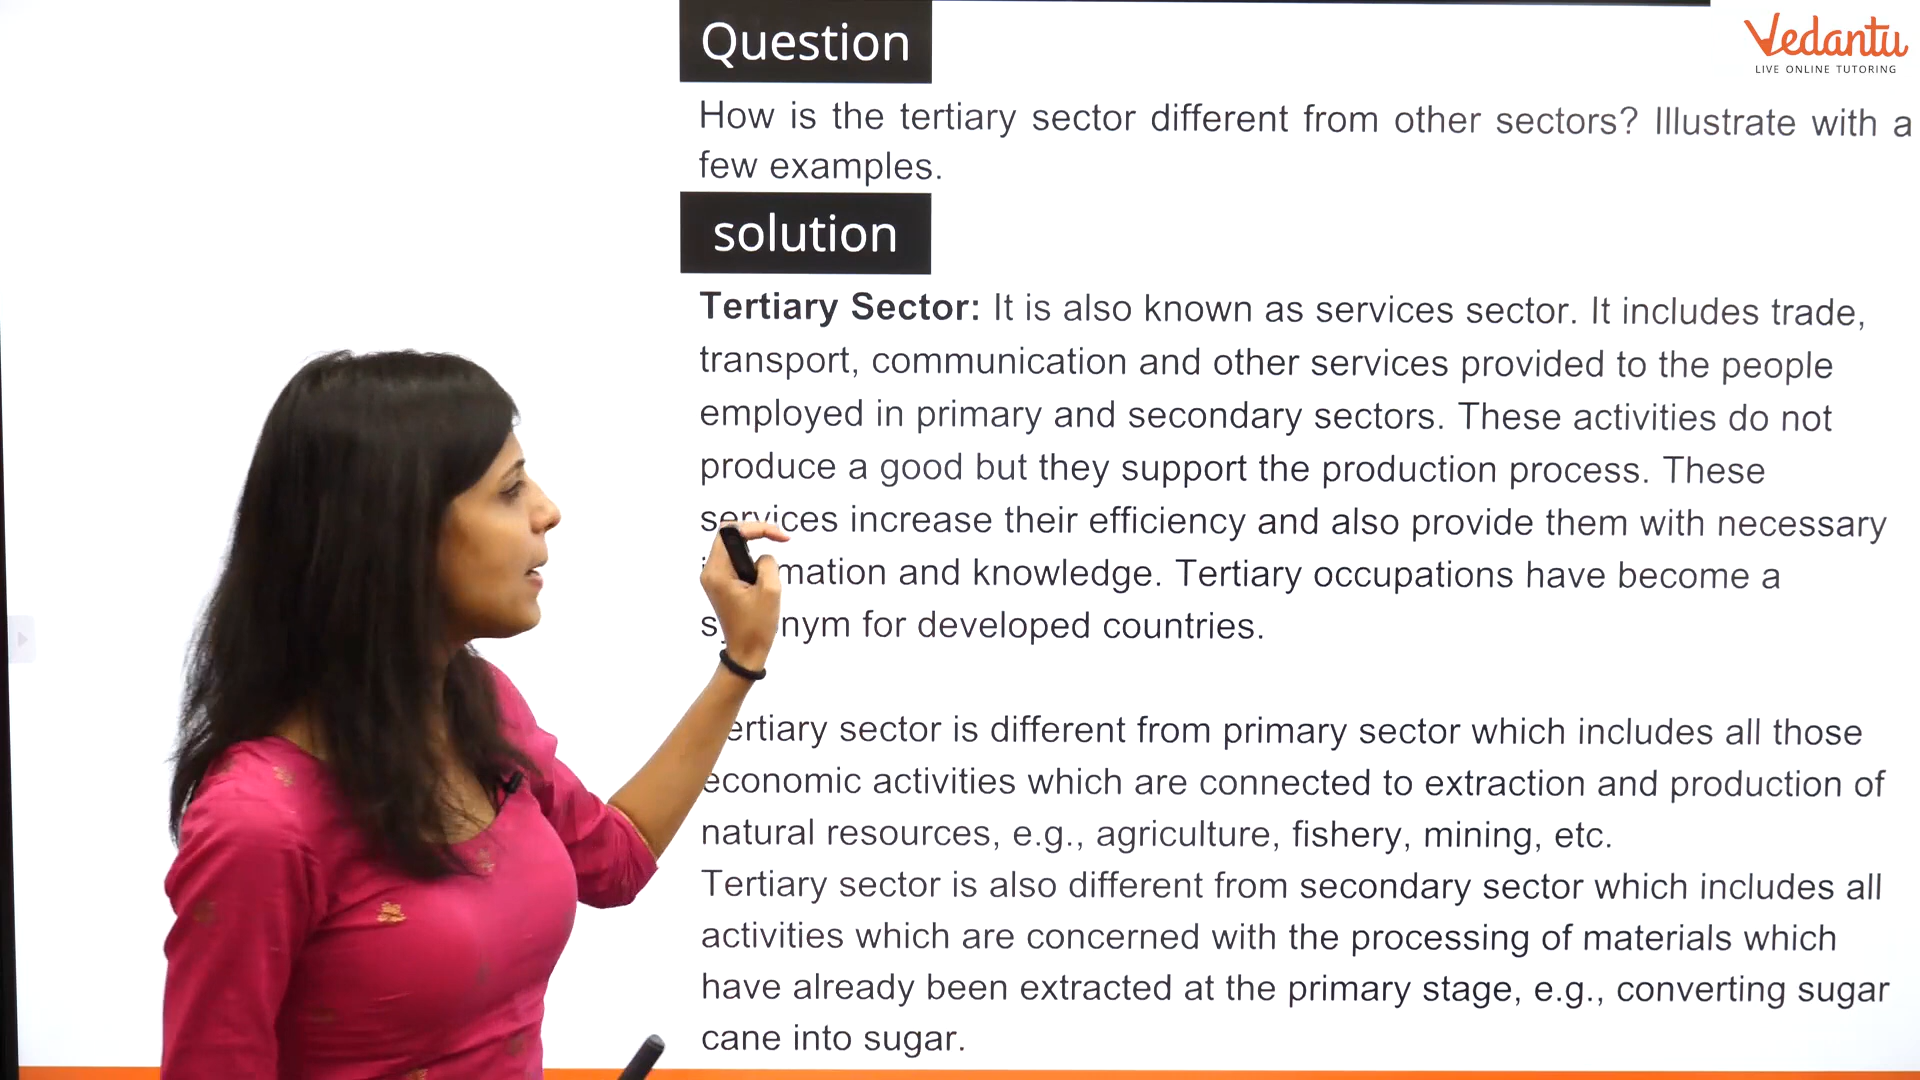 Question
Vedantu
LIVE ONLINE TUTORING
How is the tertiary sector different from other sectors? Illustrate with a
few examples.
solution
Tertiary Sector: It is also known as services sector. It includes trade,
transport, communication and other services provided to the people
employed in primary and secondary sectors. These activities do not
produce a good but they support the production process. These
services increase their efficiency and also provide them with necessary
and knowledge. Tertiary occupations have become a
for developed countries.
Tertiary sector is different from primary sector which includes all those
economic activities which are connected to extraction and production of
natural resources, e.g., agriculture, fishery, mining, etc.
Tertiary sector is also different from secondary sector which includes all
activities which are concerned with the processing of materials which
have already been extracted at the primary stage, e.g., converting sugar
cane into sugar.